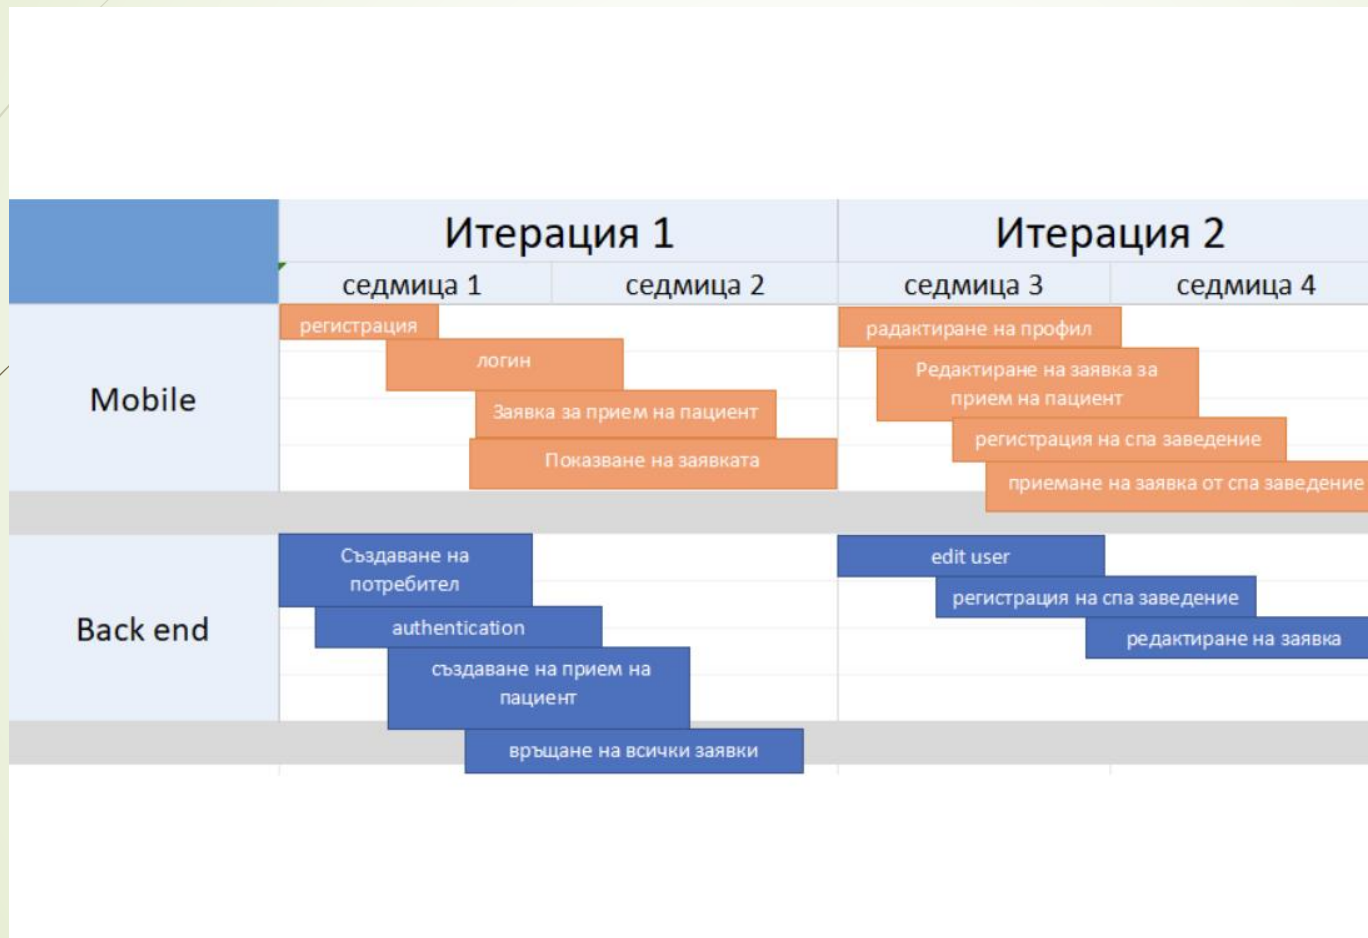 Итерация 1
Итерация 2
седмица 1
седмица 2
седмица 3
седмица 4
Mobile
регистрация
логин
Заявка за прием на пациент
Показване на заявката
радактиране на профил
Редактиране на заявка за
прием на пациент
регистрация на спа заведение
приемане на заявка от спа заведение
Back end
Създаване на
потребител
authentication
създаване на прием на
пациент
връщане на всички заявки
edit user
регистрация на спа заведение
редактиране на заявка